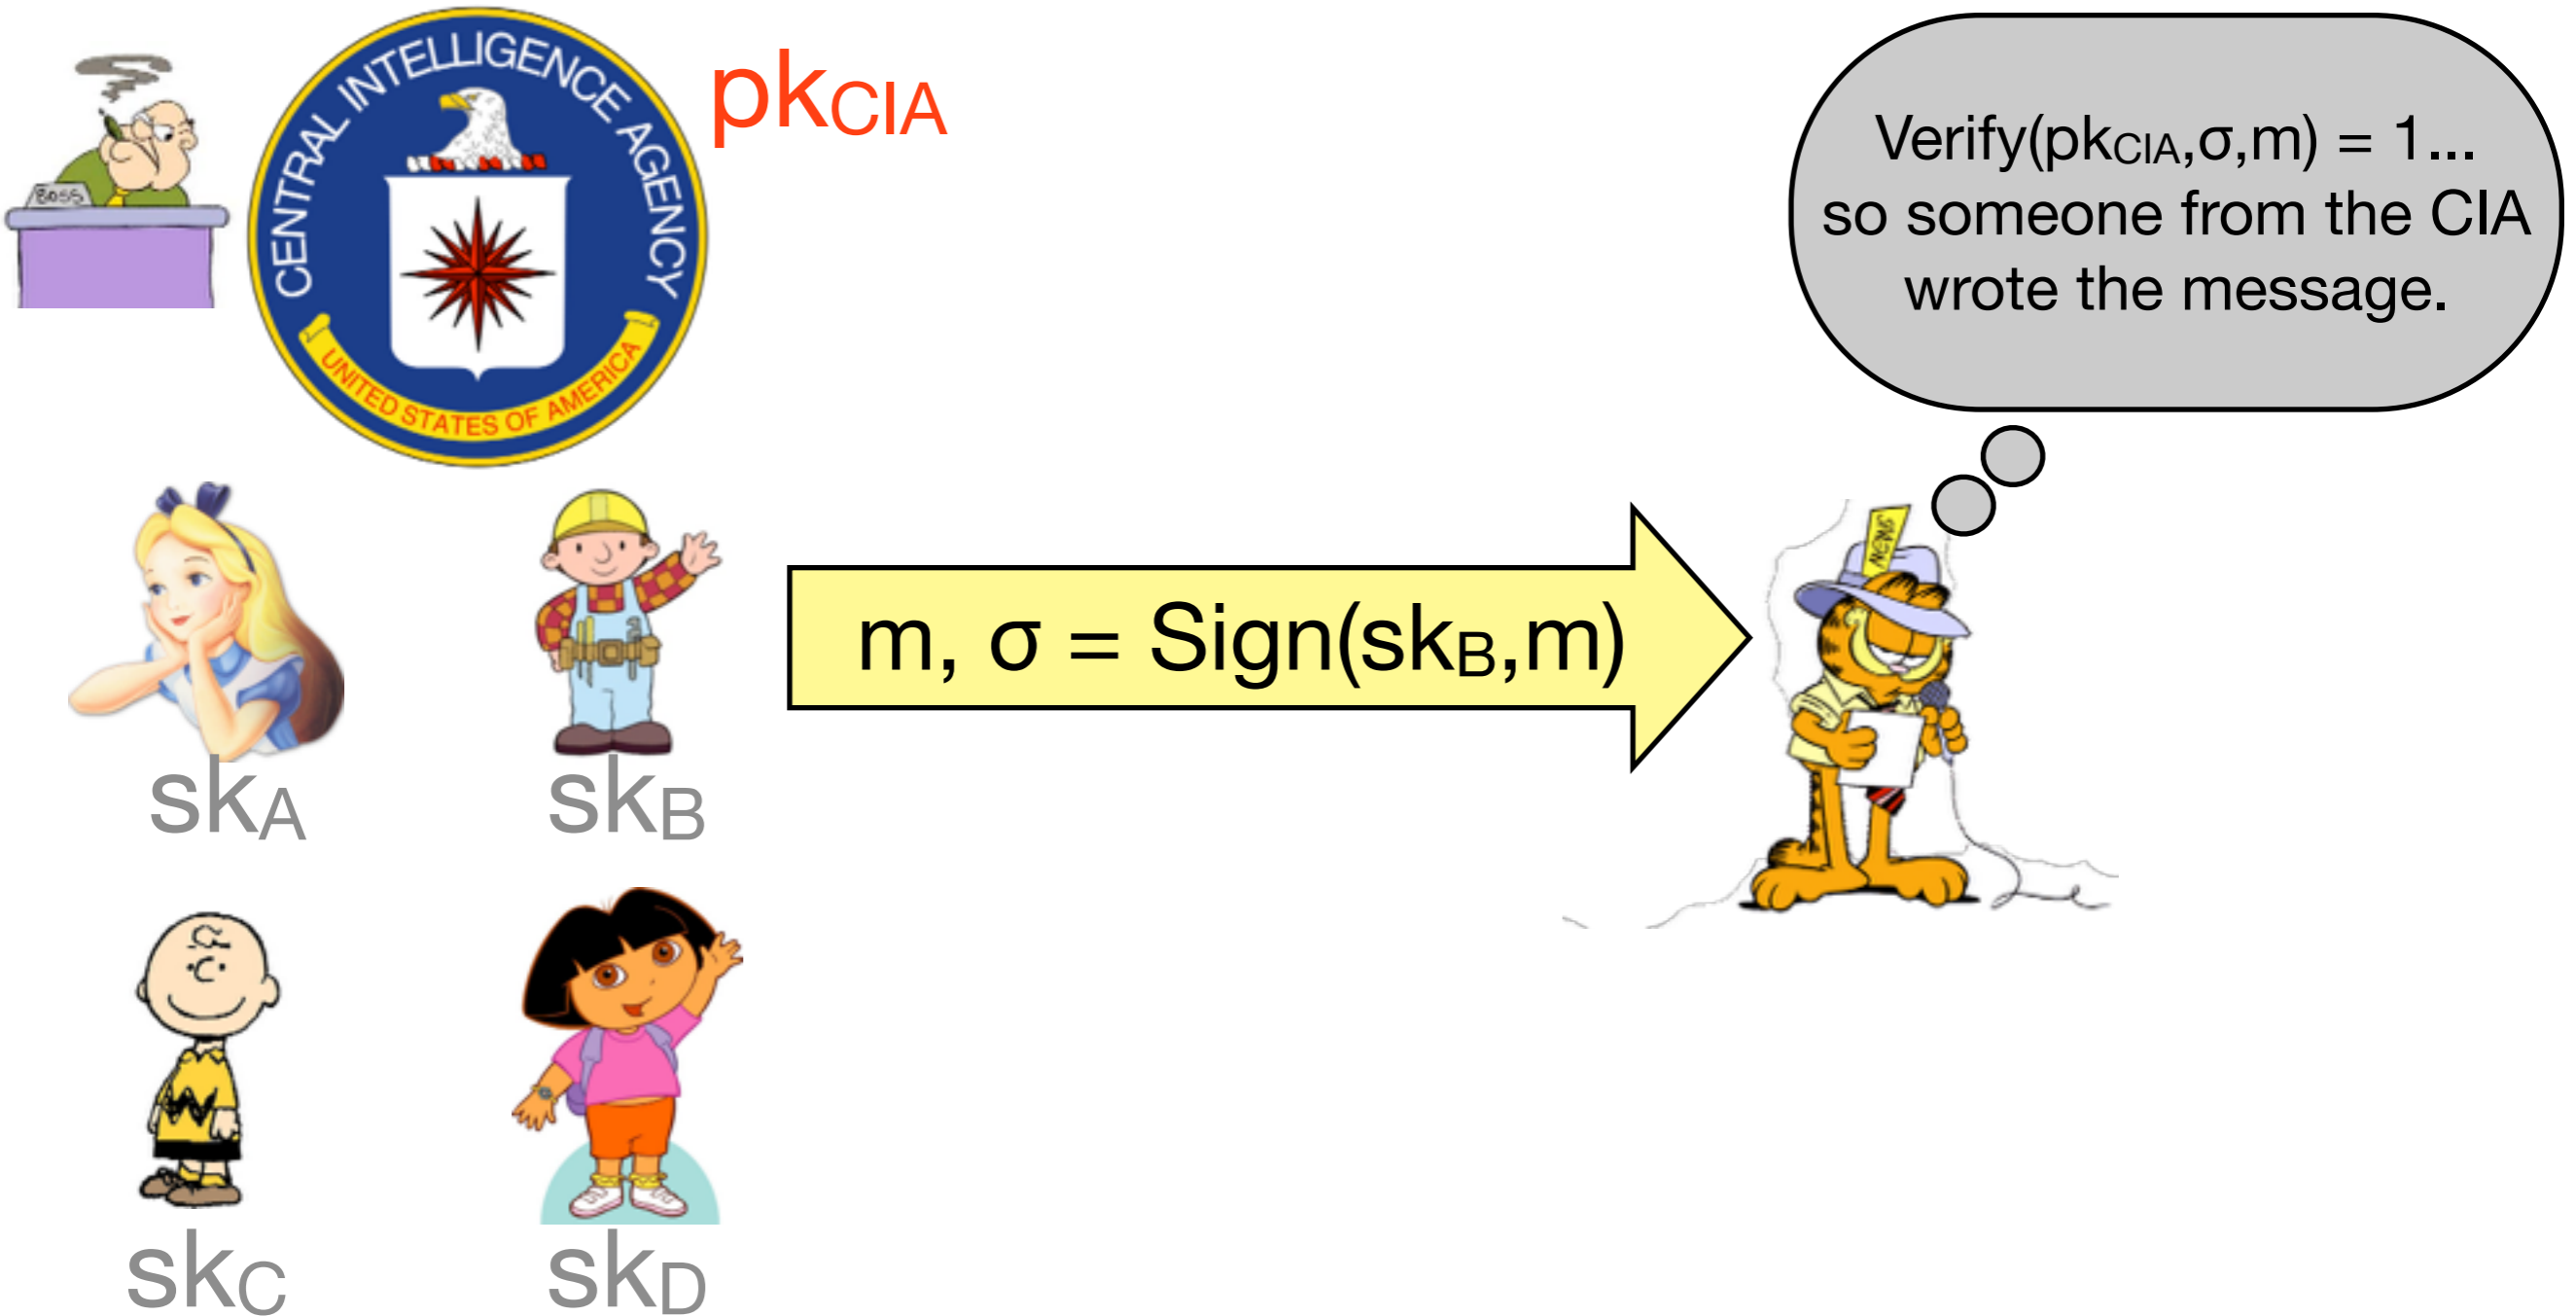 CENTRAL INTELLIGENCE AGENCY
UNITED STATES OF AMERICA
BOSS
pkCIA
Verify(pkCIA,σ,m) = 1...
so someone from the CIA
wrote the message.
m, σ = Sign(skB,m)
skA
skB
skC
skD